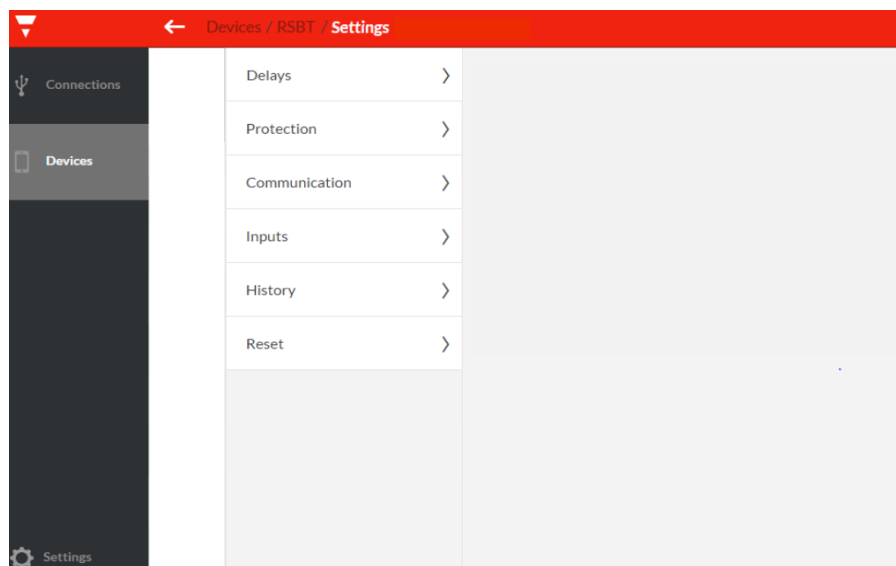 Devices / RSBT / Settings
Connections
Devices
Settings
Delays
Protection
Communication
Inputs
History
Reset